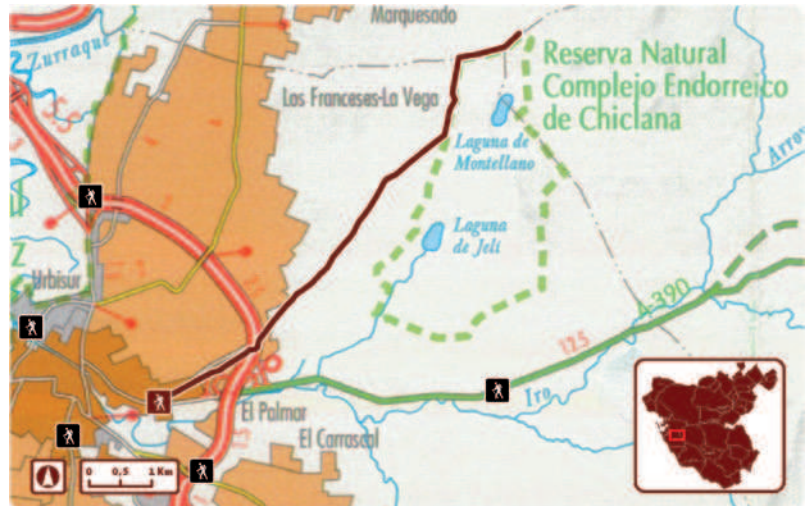 Marquesado
Zurraque
Los Franceses-La Vega
Reserva Natural
Complejo Endorreico
de Chiclana
Laguna de
Montellano
Laguna
de Jeli
Urbisur
A-390
125
Iro
El Palmar
El Carrascal
0 0,5 1 Km